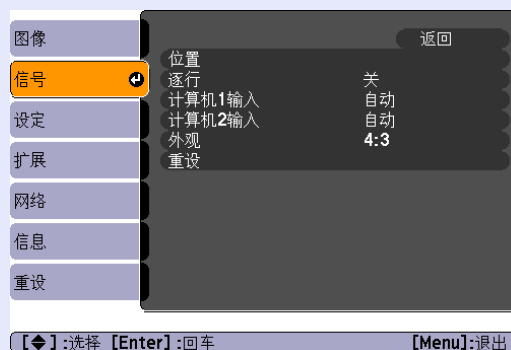 图像
信号
设定
扩展
网络
信息
重设
返回
位置
逐行 关
计算机1输入 自动
计算机2输入 自动
外观 4:3
重设
[◆]:选择 [Enter]:回车 [Menu]:退出